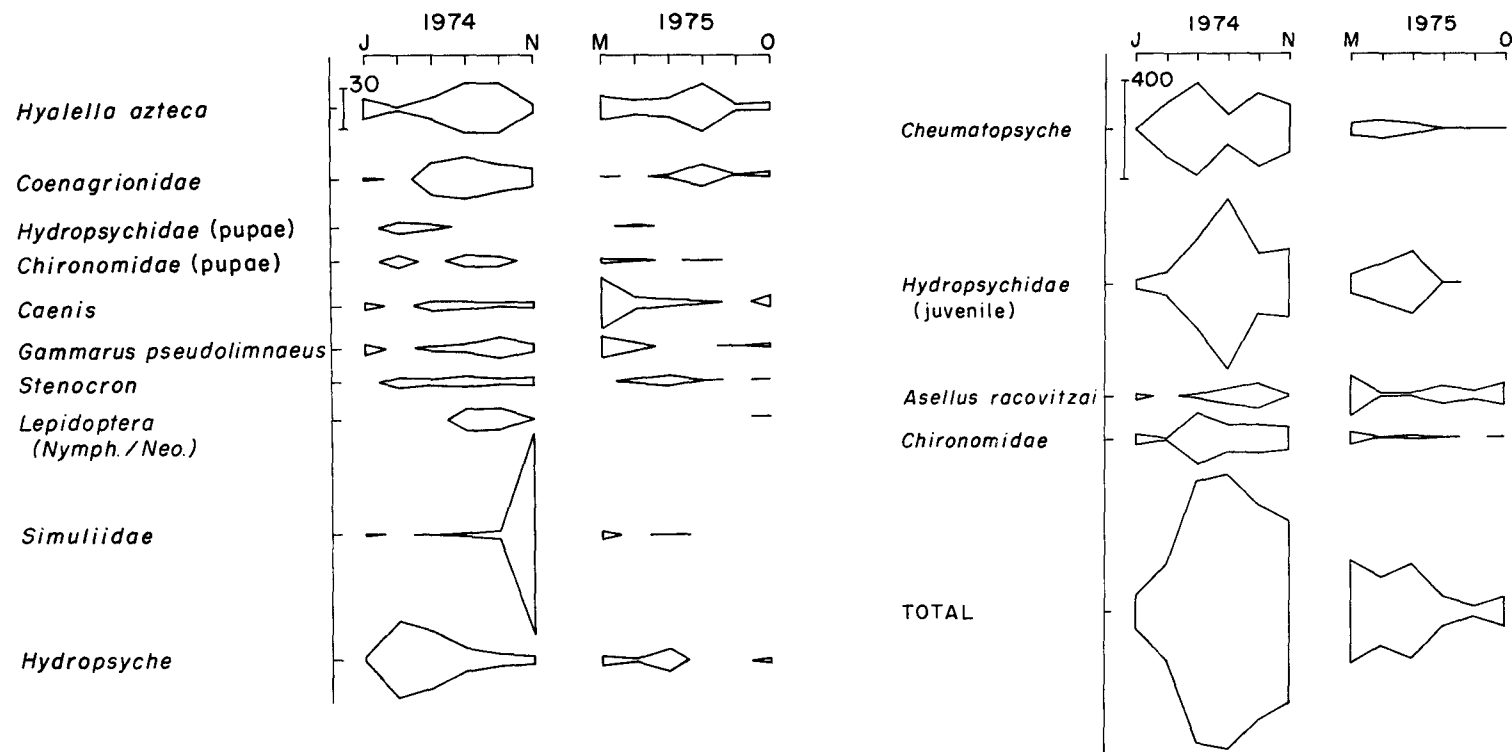 1974
1975
J
N
M
O
30
Hyalella azteca
Coenagrionidae
Hydropsychidae (pupae)
Chironomidae (pupae)
Caenis
Gammarus pseudolimnaeus
Stenocron
Lepidoptera
(Nymph./Neo.)
Simuliidae
Hydropsyche
1974
1975
J
N
M
O
400
Cheumatopsyche
Hydropsychidae
(juvenile)
Asellus racovitzai
Chironomidae
TOTAL